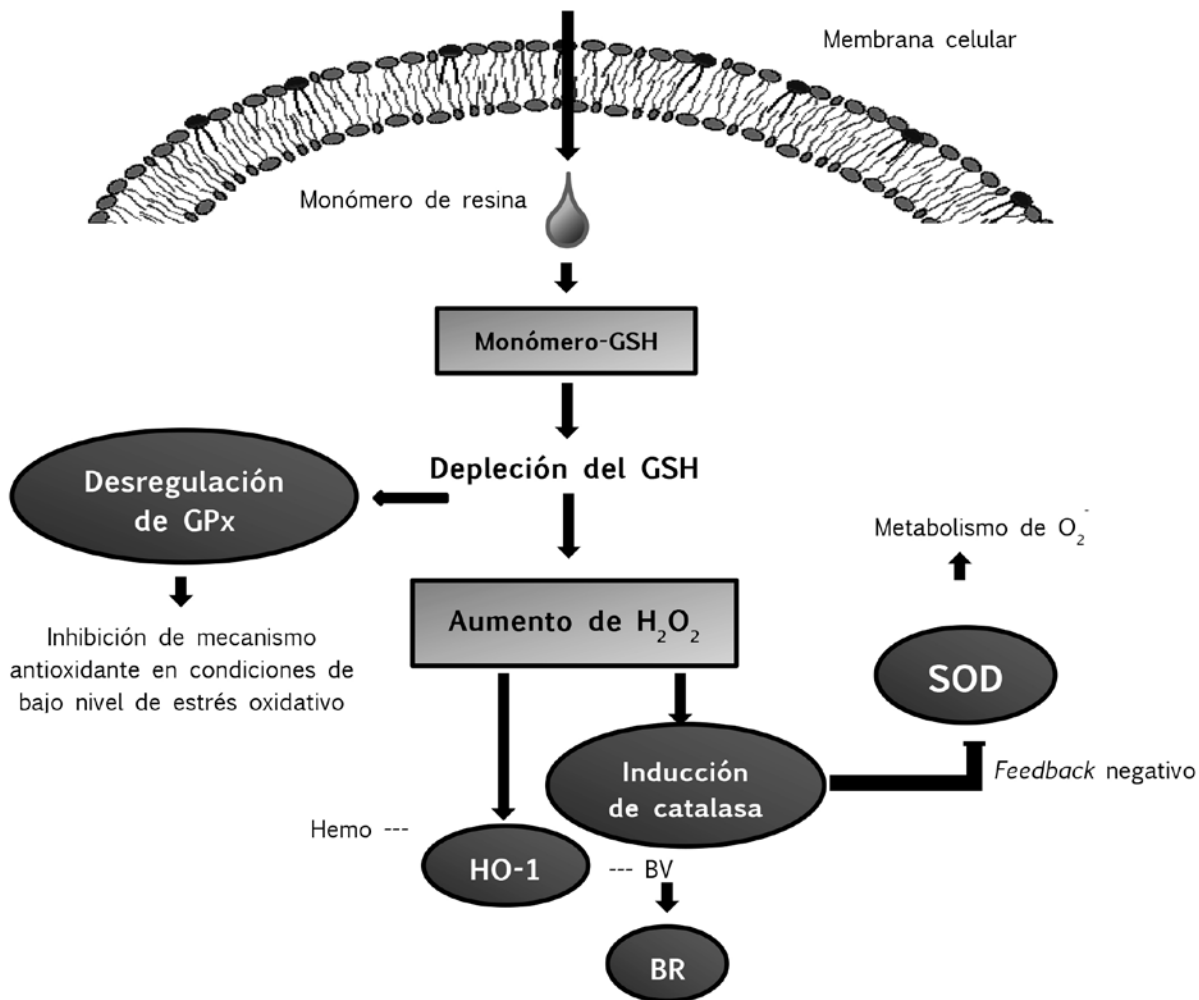 Membrana celular
Monómero de resina
Monómero-GSH
Depleción del GSH
Desregulación
de GPx
Inhibición de mecanismo
antioxidante en condiciones de
bajo nivel de estrés oxidativo
Aumento de H₂O₂
Metabolismo de O₂⁻
SOD
Feedback negativo
Inducción
de catalasa
Hemo ---
HO-1
--- BV
BR